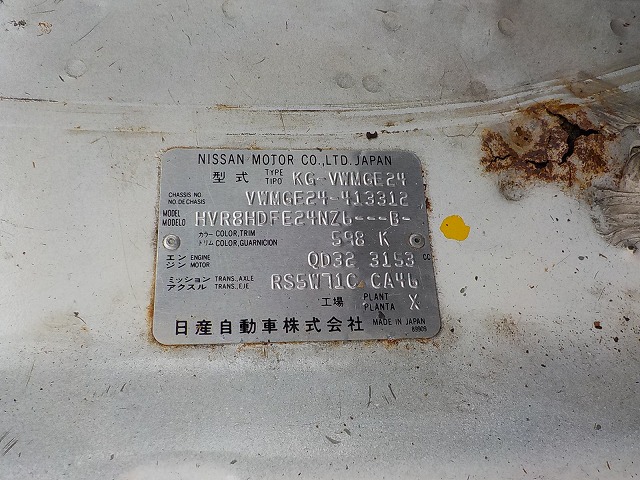 NISSAN MOTOR CO.,LTD. JAPAN
型式 TYPE TIPO KG-VWMGE24
CHASSIS NO. NO.DE CHASIS VWMGE24-413312
MODEL MODELO HVR8HDFE24NZ6---B-
カラー COLOR,TRIM トリム COLOR,GUARNICION 598 K
エンジン ENGINE MOTOR QD32 3153 CC
ミッション アクスル TRANS.,AXLE TRANS.,EJE RS5W71C CA46
工場 PLANT PLANTA X
日産自動車株式会社 MADE IN JAPAN
89909